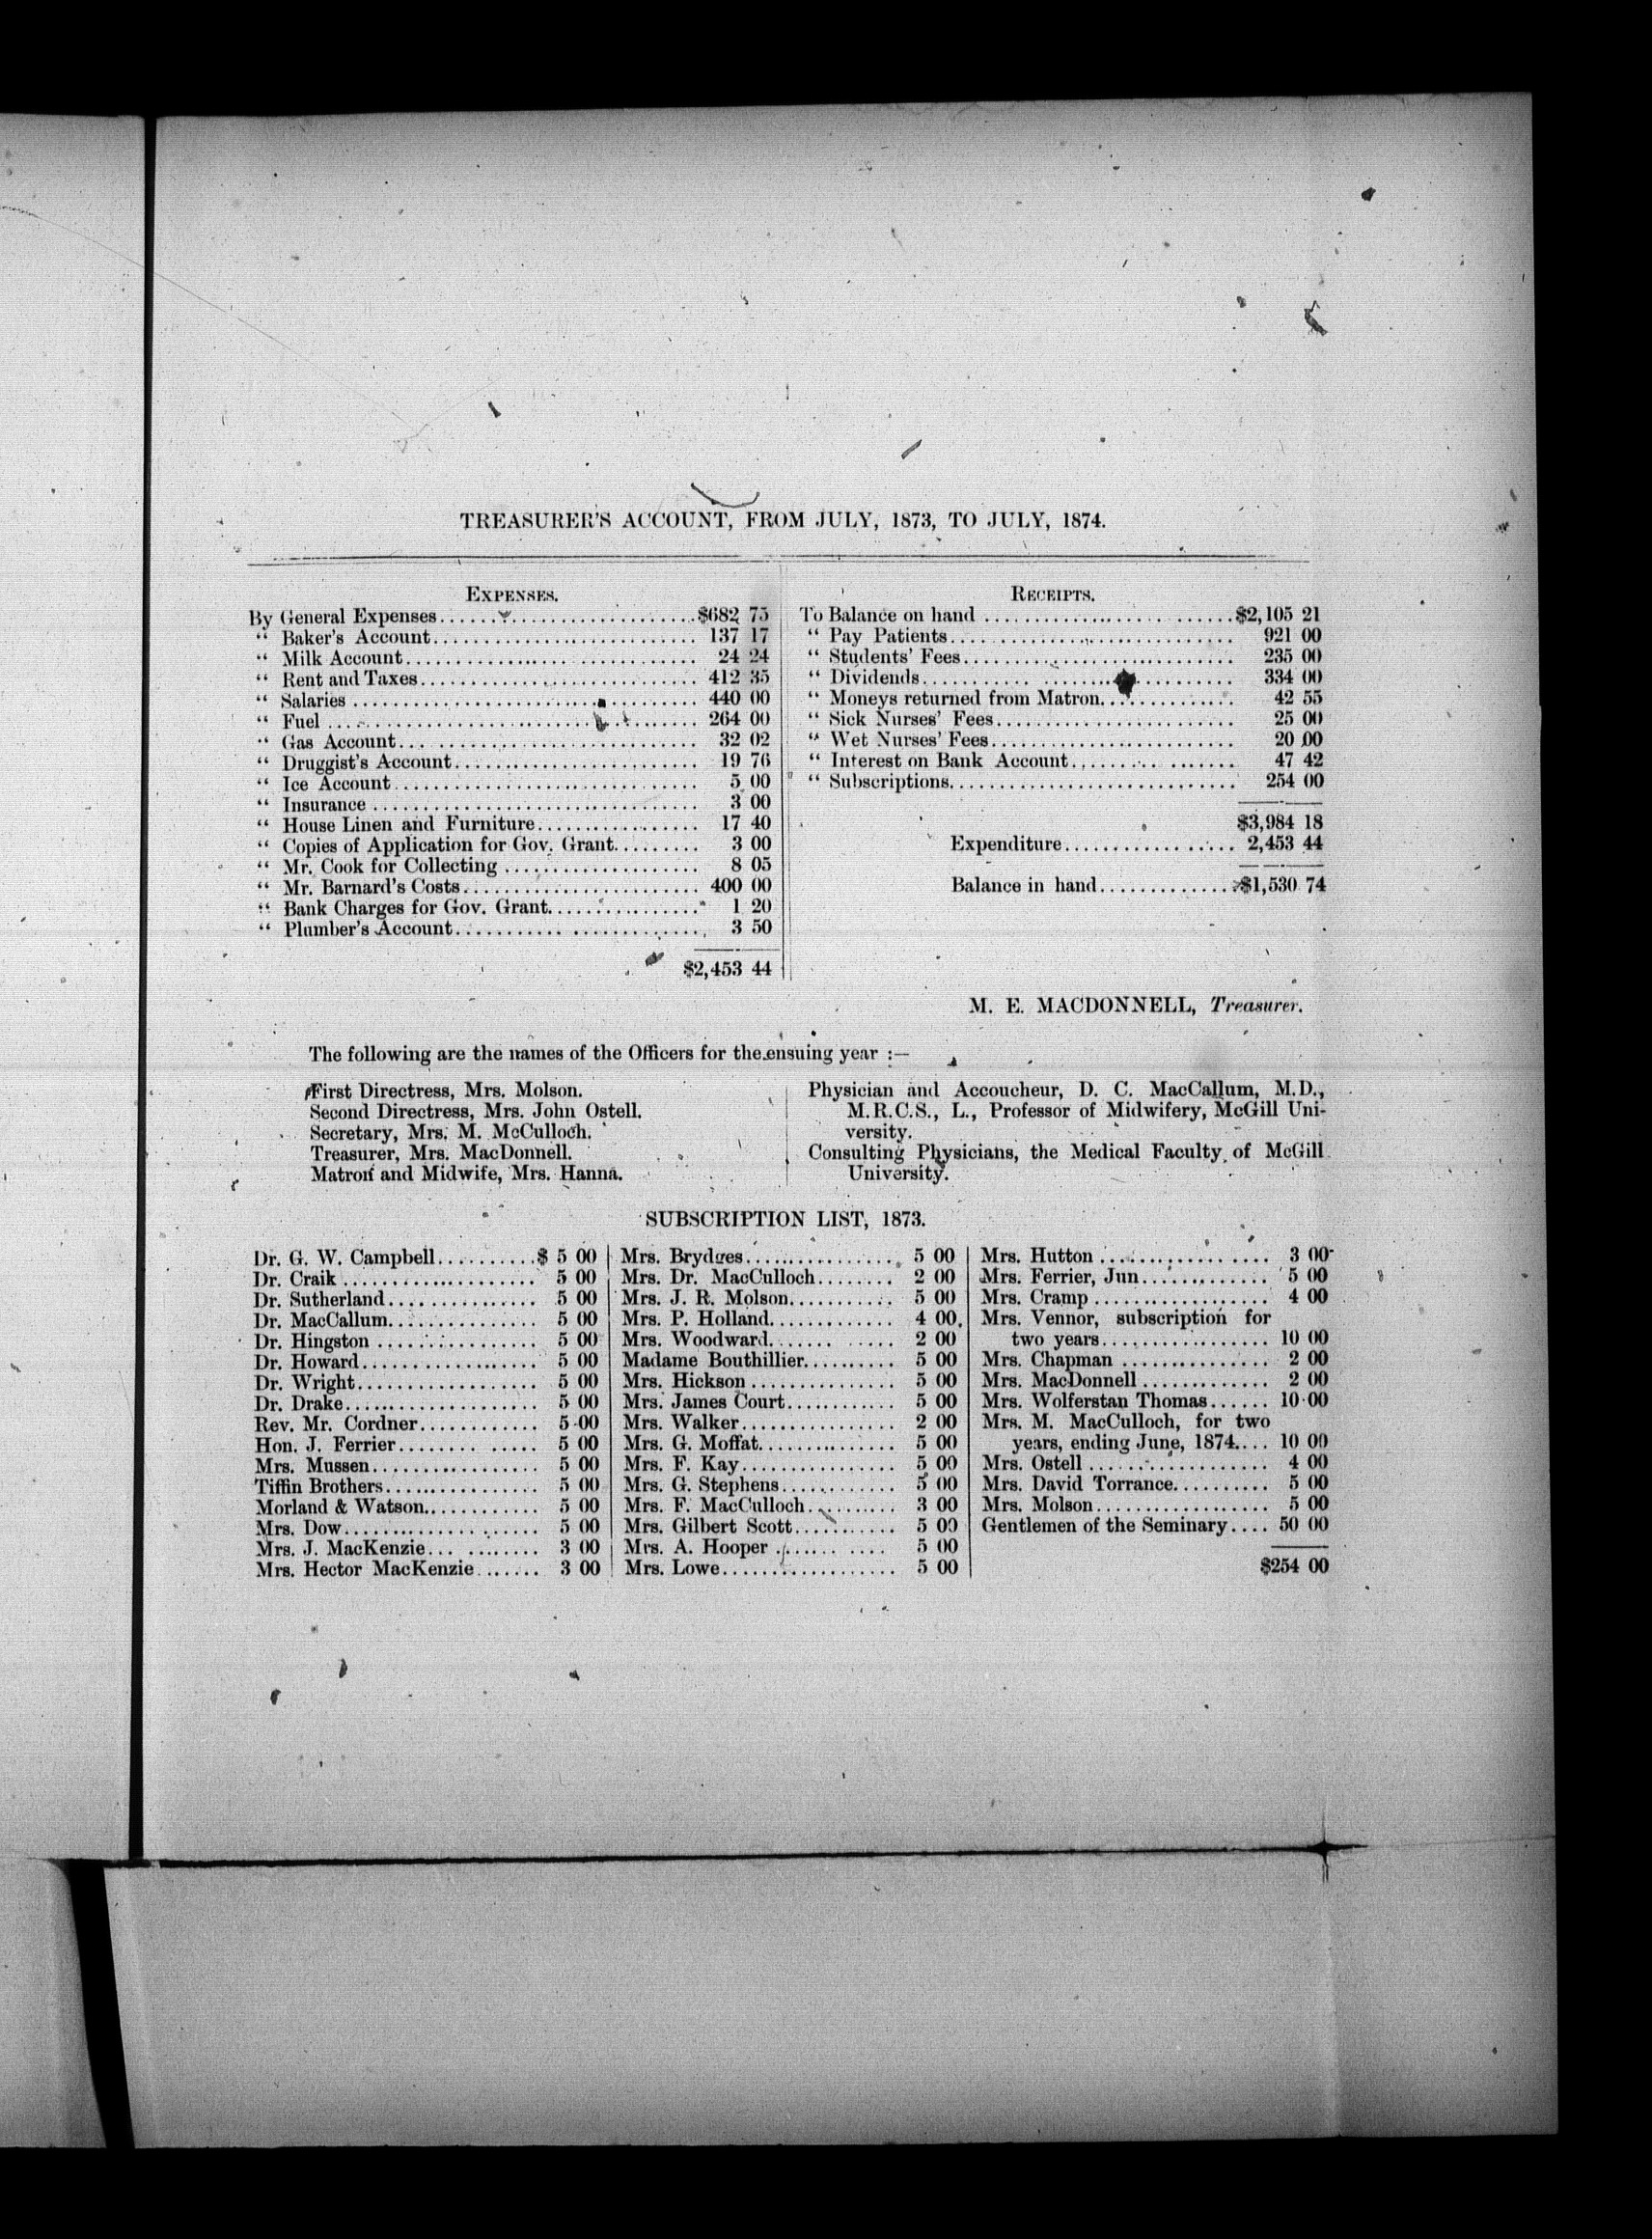 TREASURER'S ACCOUNT, FROM JULY, 1873, TO JULY, 1874.
EXPENSES.
By General Expenses $682 75
" Baker's Account 137 17
" Milk Account 24 24
" Rent and Taxes 412 35
" Salaries 440 00
" Fuel 264 00
" Gas Account 32 02
" Druggist's Account 19 76
" Ice Account 5 00
" Insurance 3 00
" House Linen and Furniture 17 40
" Copies of Application for Gov. Grant 3 00
" Mr. Cook for Collecting 8 05
" Mr. Barnard's Costs 400 00
" Bank Charges for Gov. Grant 1 20
" Plumber's Account 3 50
$2,453 44
RECEIPTS.
To Balance on hand $2,105 21
" Pay Patients 921 00
" Students' Fees 235 00
" Dividends 334 00
" Moneys returned from Matron 42 55
" Sick Nurses' Fees 25 00
" Wet Nurses' Fees 20 00
" Interest on Bank Account 47 42
" Subscriptions 254 00
$3,984 18
Expenditure 2,453 44
Balance in hand $1,530 74
M. E. MACDONNELL, Treasurer.
The following are the names of the Officers for the ensuing year :—
First Directress, Mrs. Molson.
Second Directress, Mrs. John Ostell.
Secretary, Mrs. M. McCulloch.
Treasurer, Mrs. MacDonnell.
Matron and Midwife, Mrs. Hanna.
Physician and Accoucheur, D. C. MacCallum, M.D.,
M.R.C.S., L., Professor of Midwifery, McGill Uni-
versity.
Consulting Physicians, the Medical Faculty of McGill
University.
SUBSCRIPTION LIST, 1873.
Dr. G. W. Campbell $ 5 00
Dr. Craik 5 00
Dr. Sutherland 5 00
Dr. MacCallum 5 00
Dr. Hingston 5 00
Dr. Howard 5 00
Dr. Wright 5 00
Dr. Drake 5 00
Rev. Mr. Cordner 5 00
Hon. J. Ferrier 5 00
Mrs. Mussen 5 00
Tiffin Brothers 5 00
Morland & Watson 5 00
Mrs. Dow 5 00
Mrs. J. MacKenzie 3 00
Mrs. Hector MacKenzie 3 00
Mrs. Brydges 5 00
Mrs. Dr. MacCulloch 2 00
Mrs. J. R. Molson 5 00
Mrs. P. Holland 4 00
Mrs. Woodward 2 00
Madame Bouthillier 5 00
Mrs. Hickson 5 00
Mrs. James Court 5 00
Mrs. Walker 2 00
Mrs. G. Moffat 5 00
Mrs. F. Kay 5 00
Mrs. G. Stephens 5 00
Mrs. F. MacCulloch 3 00
Mrs. Gilbert Scott 5 00
Mrs. A. Hooper 5 00
Mrs. Lowe 5 00
Mrs. Hutton 3 00
Mrs. Ferrier, Jun. 5 00
Mrs. Cramp 4 00
Mrs. Vennor, subscription for
two years 10 00
Mrs. Chapman 2 00
Mrs. MacDonnell 2 00
Mrs. Wolferstan Thomas 10 00
Mrs. M. MacCulloch, for two
years, ending June, 1874 10 00
Mrs. Ostell 4 00
Mrs. David Torrance 5 00
Mrs. Molson 5 00
Gentlemen of the Seminary 50 00
$254 00